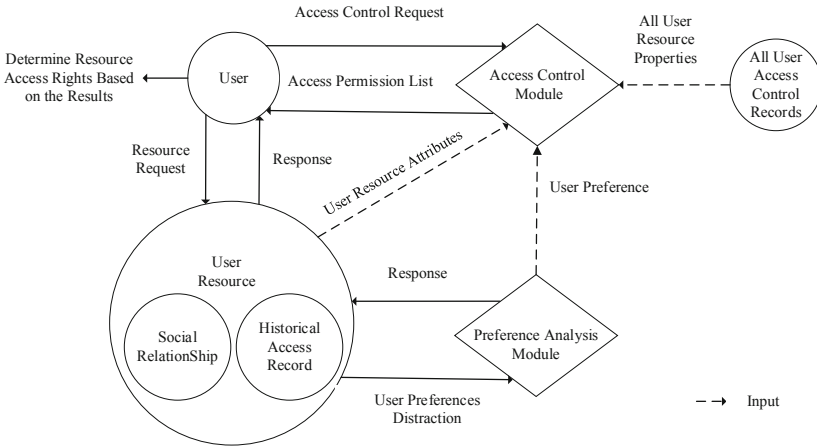 Access Control Request
All User
Resource
Properties
Determine Resource
Access Rights Based
on the Results
User
Access Permission List
Access Control
Module
All User
Access
Control
Records
Resource
Request
Response
User Resource Attributes
User Preference
User
Resource
Response
Social
RelationShip
Historical
Access
Record
Preference Analysis
Module
User Preferences
Distraction
Input